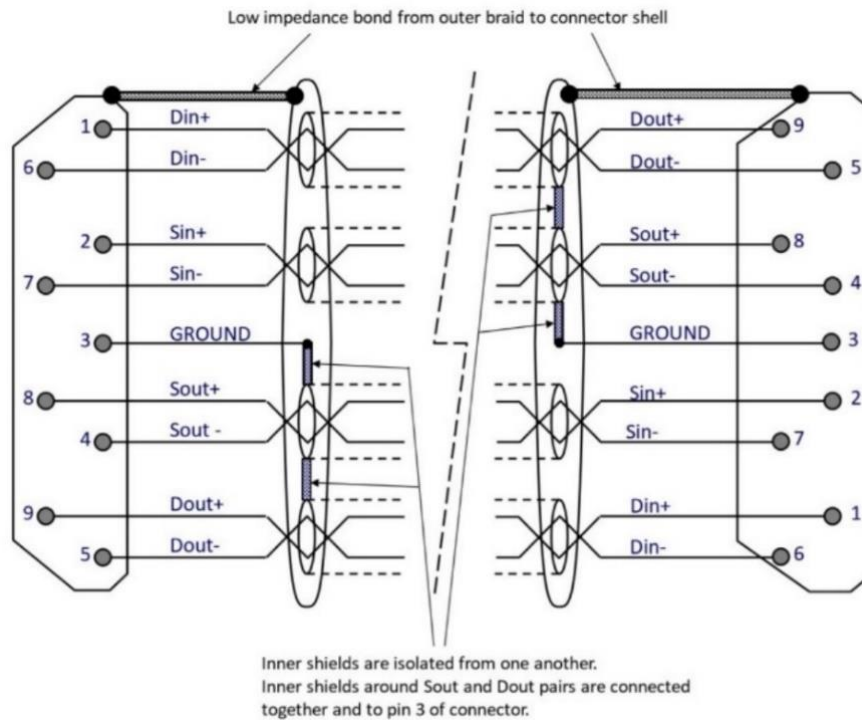 Low impedance bond from outer braid to connector shell
1 Din+ Dout+ 9
6 Din- Dout- 5
2 Sin+ Sout+ 8
7 Sin- Sout- 4
3 GROUND GROUND 3
8 Sout+ Sin+ 2
4 Sout - Sin- 7
9 Dout+ Din+ 1
5 Dout- Din- 6
Inner shields are isolated from one another.
Inner shields around Sout and Dout pairs are connected
together and to pin 3 of connector.